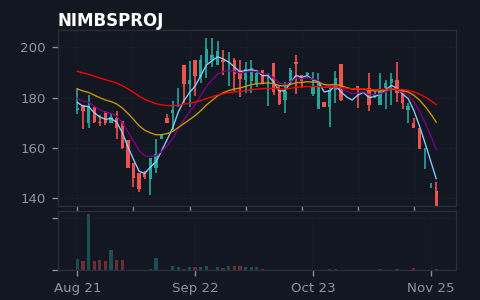 NIMBSPROJ
200
180
160
140
Aug 21
Sep 22
Oct 23
Nov 25